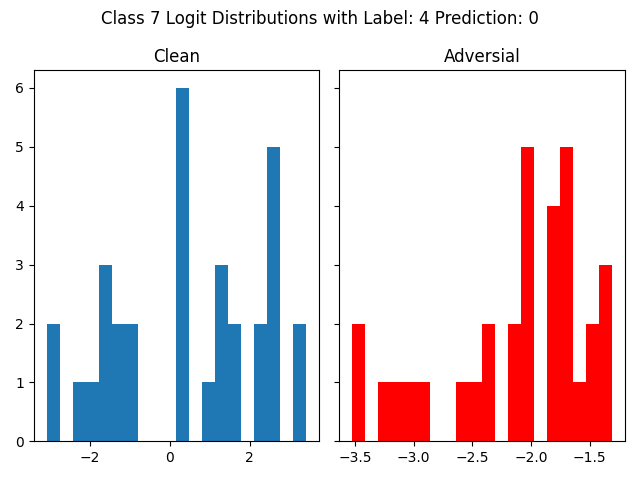 Class 7 Logit Distributions with Label: 4 Prediction: 0
Clean
Adversial
6
5
4
3
2
1
0
−2 0 2
−3.5 −3.0 −2.5 −2.0 −1.5